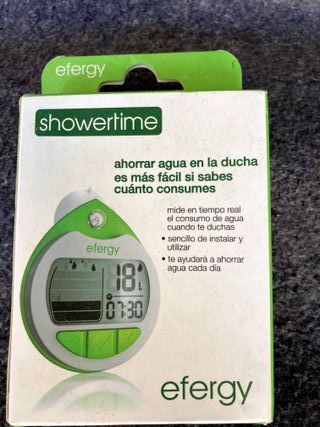 efergy
showertime
ahorrar agua en la ducha
es más fácil si sabes
cuánto consumes
mide en tiempo real
el consumo de agua
cuando te duchas
• sencillo de instalar y
utilizar
• te ayudará a ahorrar
agua cada día
efergy
18 L
07:30
efergy